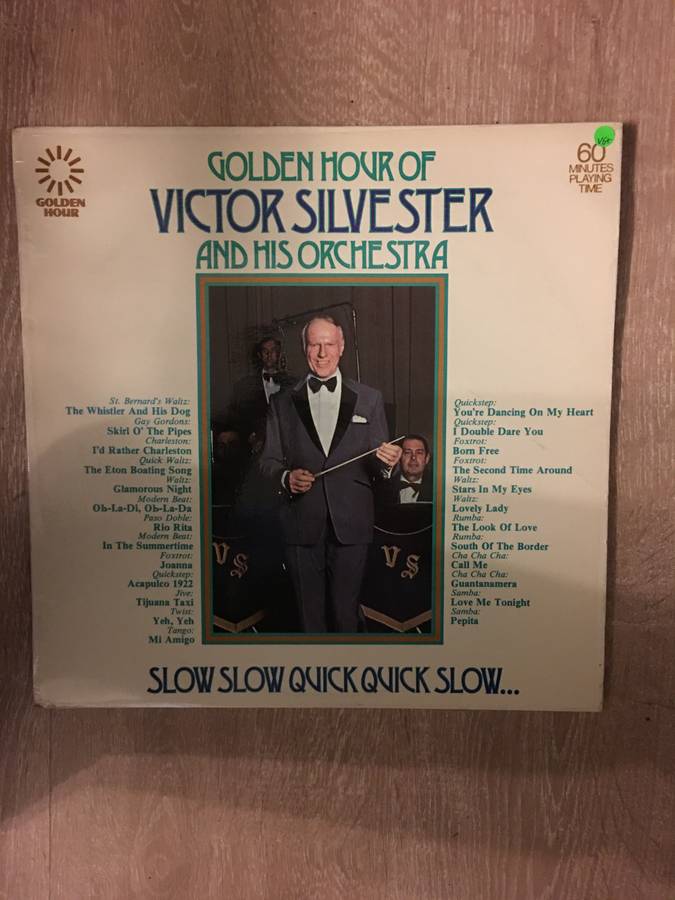 GOLDEN HOUR OF
VICTOR SILVESTER
AND HIS ORCHESTRA
GOLDEN
HOUR
VG+
60
MINUTES
PLAYING
TIME
St. Bernard's Waltz:
The Whistler And His Dog
Gay Gordons:
Skirl O' The Pipes
Charleston:
I'd Rather Charleston
Quick Waltz:
The Eton Boating Song
Waltz:
Glamorous Night
Modern Beat:
Ob-La-Di, Ob-La-Da
Paso Doble:
Rio Rita
Modern Beat:
In The Summertime
Foxtrot:
Joanna
Quickstep:
Acapulco 1922
Jive:
Tijuana Taxi
Twist:
Yeh, Yeh
Tango:
Mi Amigo
Quickstep:
You're Dancing On My Heart
Quickstep:
I Double Dare You
Foxtrot:
Born Free
Foxtrot:
The Second Time Around
Waltz:
Stars In My Eyes
Waltz:
Lovely Lady
Rumba:
The Look Of Love
Rumba:
South Of The Border
Cha Cha Cha:
Call Me
Cha Cha Cha:
Guantanamera
Samba:
Love Me Tonight
Samba:
Pepita
VS
VS
SLOW SLOW QUICK QUICK SLOW...